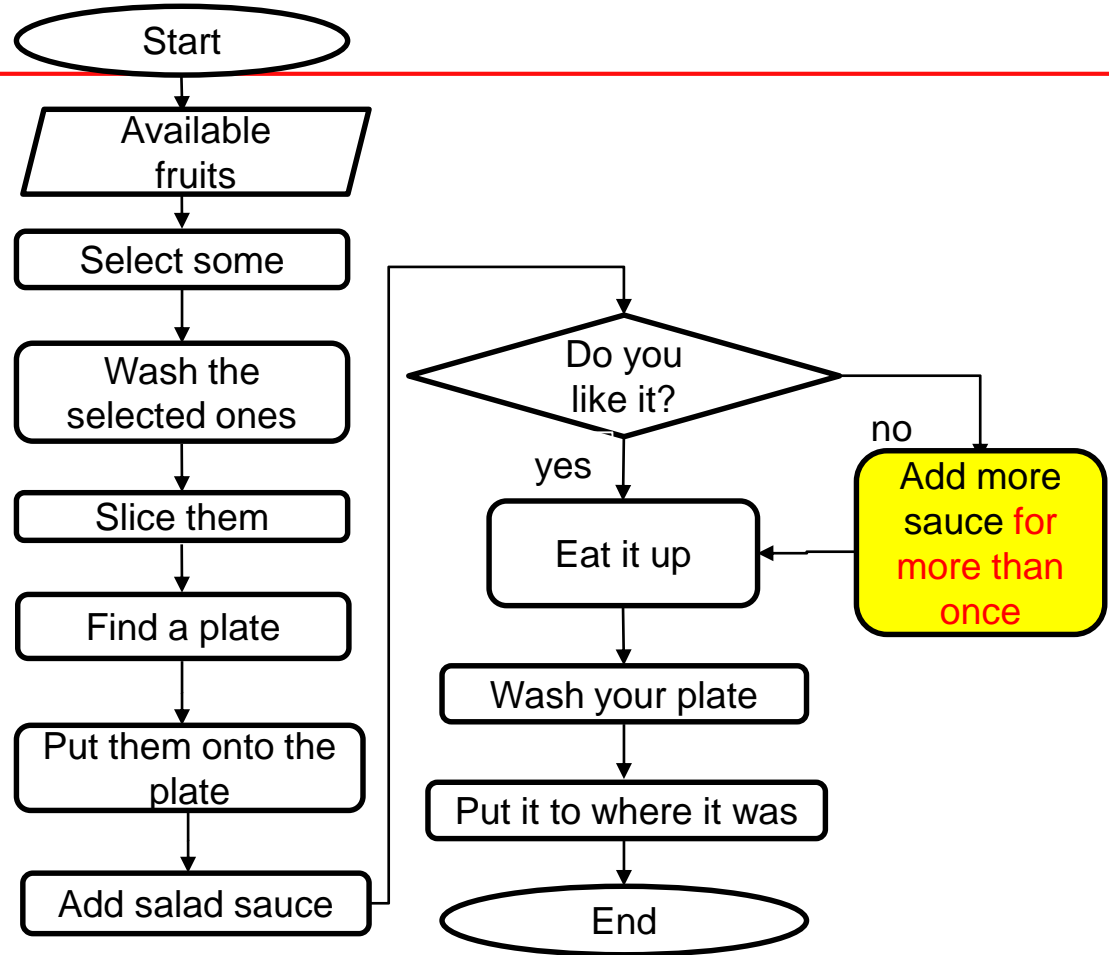 Start
Available
fruits
Select some
Wash the
selected ones
Slice them
Find a plate
Put them onto the
plate
Add salad sauce
Do you
like it?
yes
no
Add more
sauce for
more than
once
Eat it up
Wash your plate
Put it to where it was
End